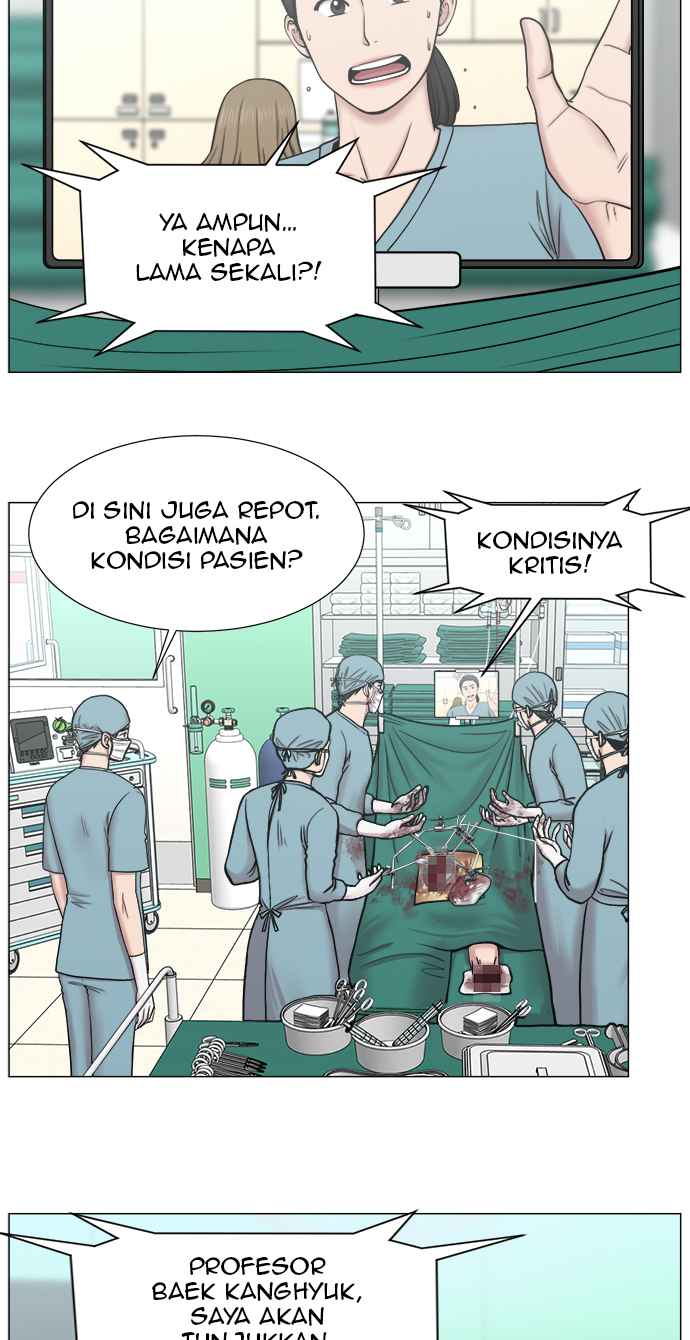 YA AMPUN...
KENAPA
LAMA SEKALI?!
DI SINI JUGA REPOT.
BAGAIMANA
KONDISI PASIEN?
KONDISINYA
KRITIS!
PROFESOR
BAEK KANGHYUK,
SAYA AKAN
TUNJUKKAN